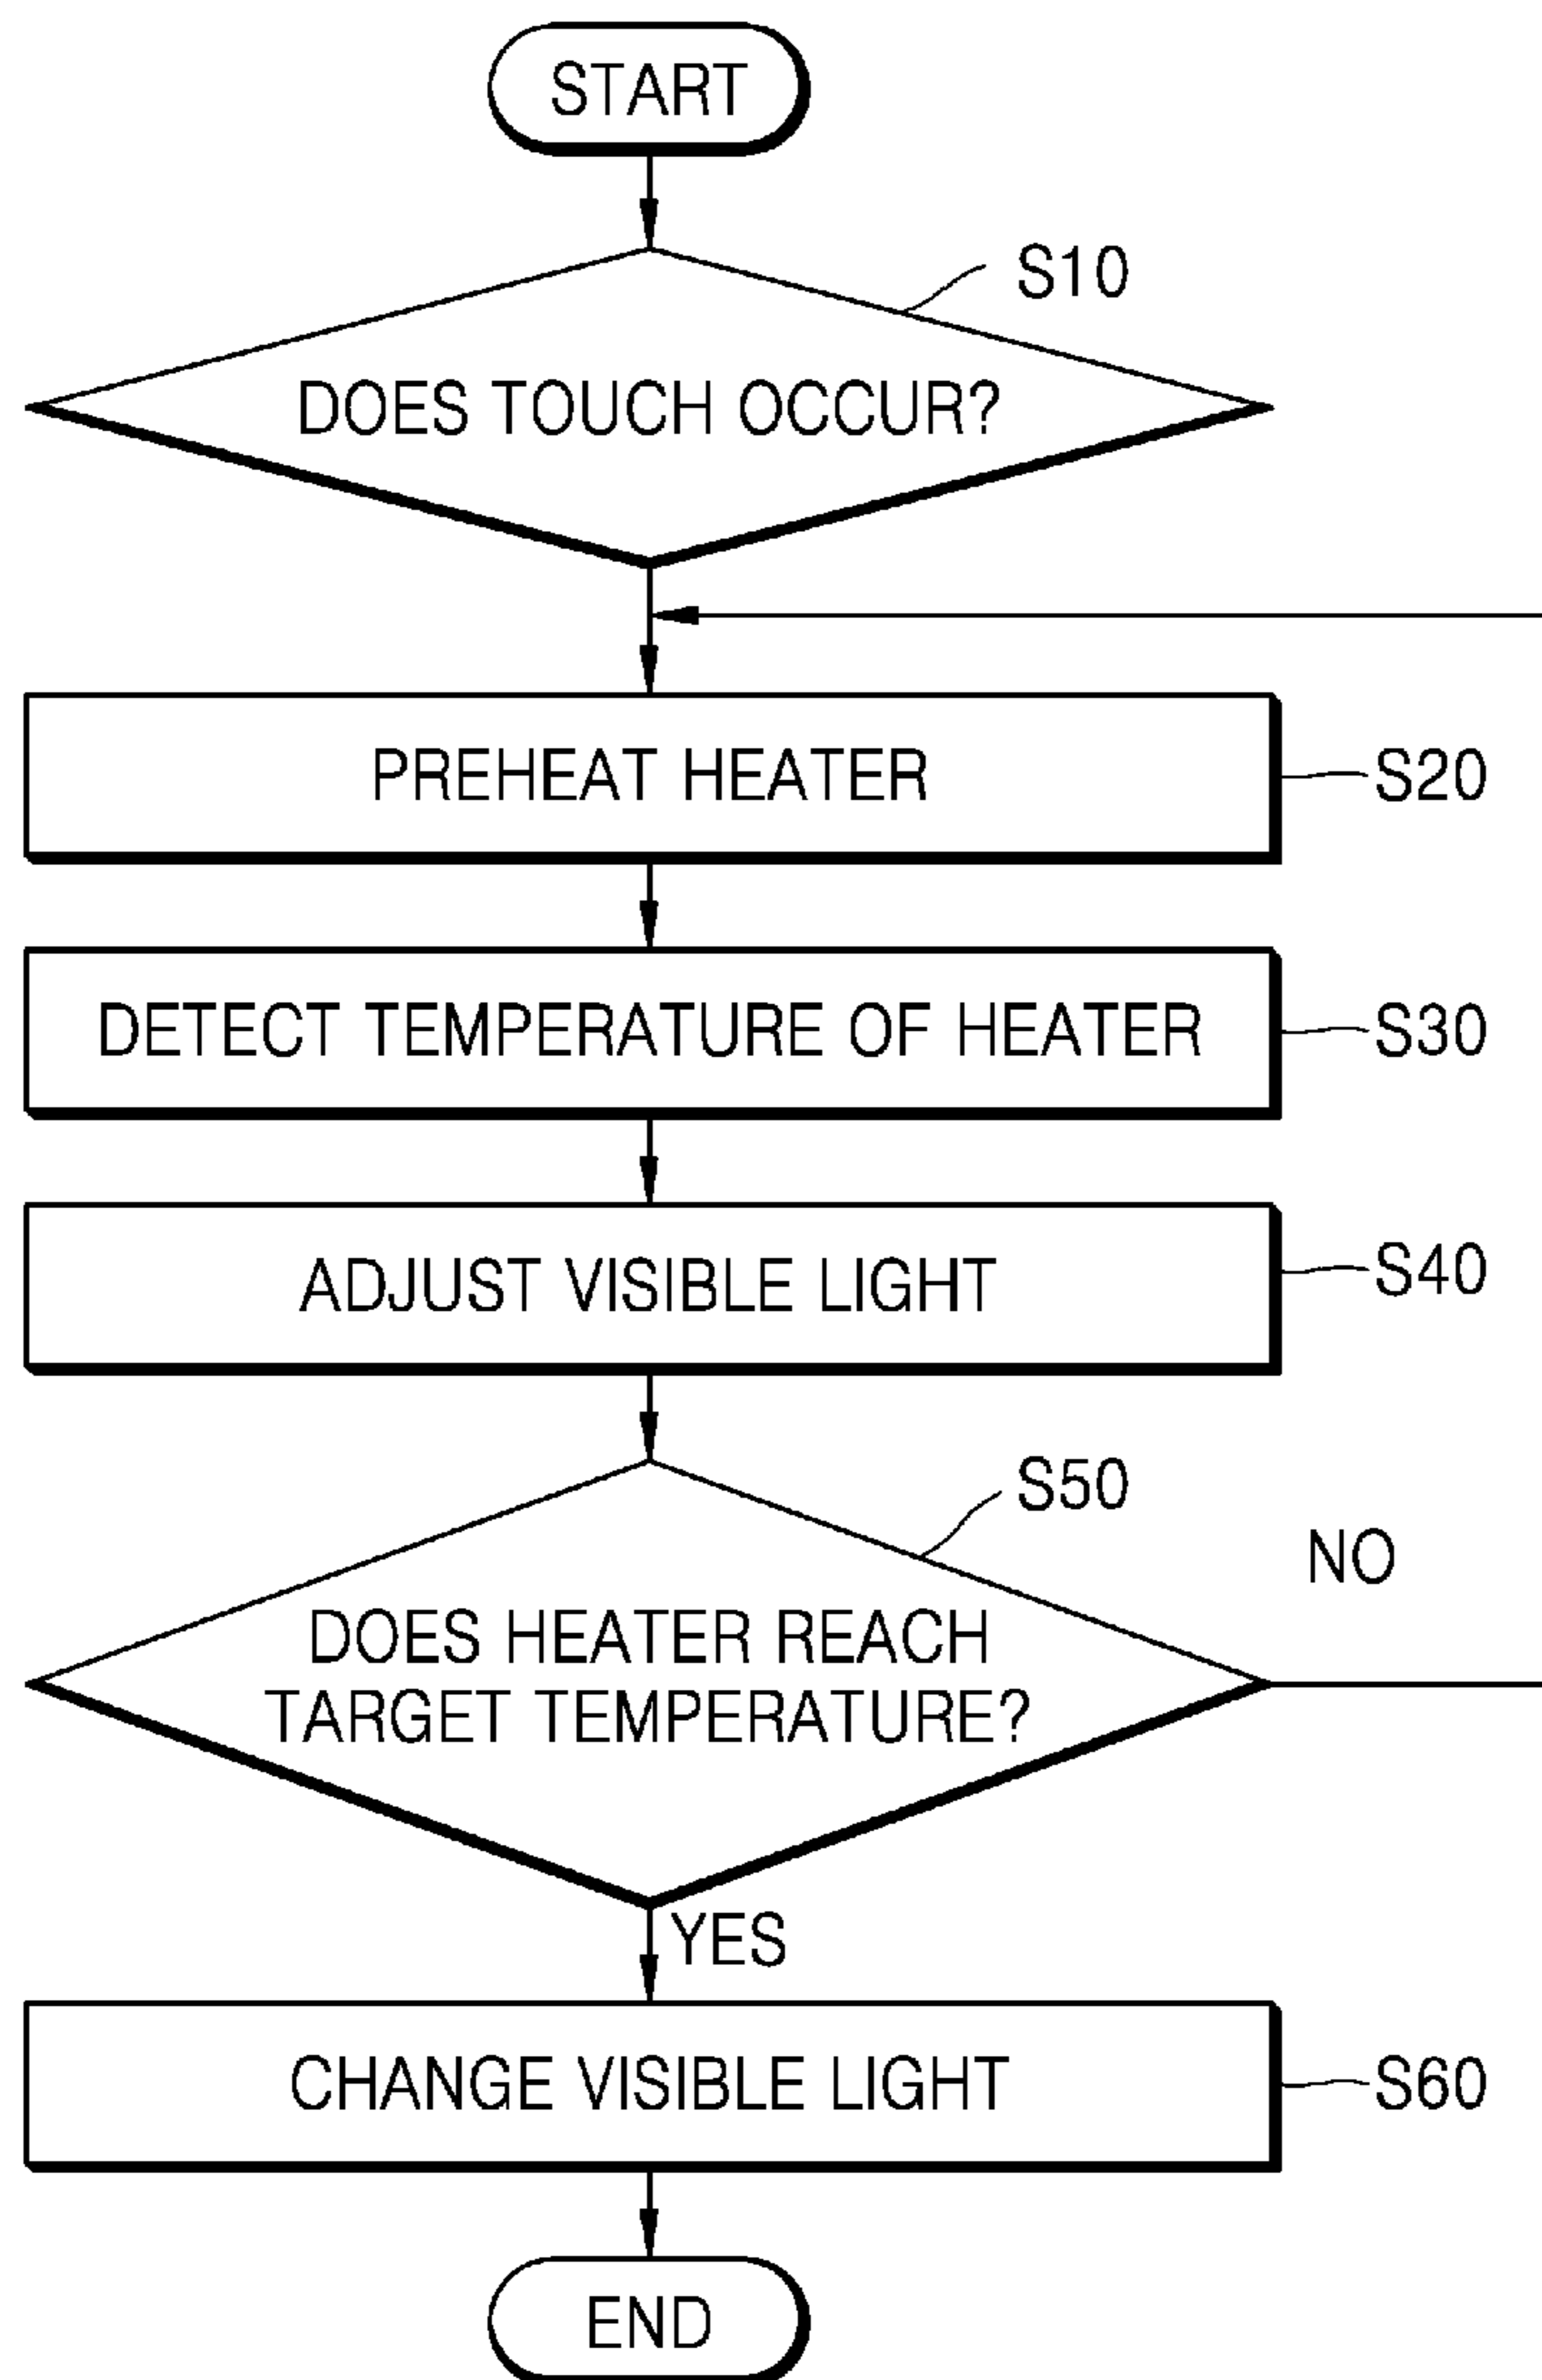 START
S10
DOES TOUCH OCCUR?
PREHEAT HEATER
S20
DETECT TEMPERATURE OF HEATER
S30
ADJUST VISIBLE LIGHT
S40
S50
NO
DOES HEATER REACH
TARGET TEMPERATURE?
YES
CHANGE VISIBLE LIGHT
S60
END